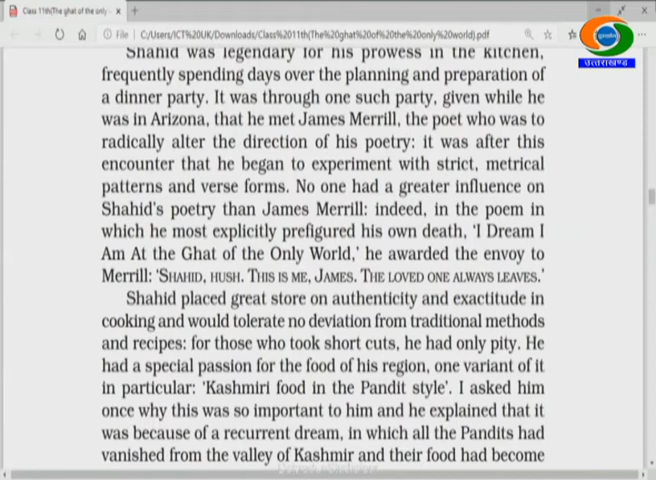 Class 11th(The ghat of the only
File
C:/Users/ICT%20UK/Downloads/Class%2011th(The%20ghat%20of%20the%20only%20world).pdf
उत्तराखण्ड
Shahid was legendary for his prowess in the kitchen,
frequently spending days over the planning and preparation of
a dinner party. It was through one such party, given while he
was in Arizona, that he met James Merrill, the poet who was to
radically alter the direction of his poetry: it was after this
encounter that he began to experiment with strict, metrical
patterns and verse forms. No one had a greater influence on
Shahid's poetry than James Merrill: indeed, in the poem in
which he most explicitly prefigured his own death, 'I Dream I
Am At the Ghat of the Only World,' he awarded the envoy to
Merrill: 'SHAHID, HUSH. THIS IS ME, JAMES. THE LOVED ONE ALWAYS LEAVES.'
Shahid placed great store on authenticity and exactitude in
cooking and would tolerate no deviation from traditional methods
and recipes: for those who took short cuts, he had only pity. He
had a special passion for the food of his region, one variant of it
in particular: 'Kashmiri food in the Pandit style'. I asked him
once why this was so important to him and he explained that it
was because of a recurrent dream, in which all the Pandits had
vanished from the valley of Kashmir and their food had become